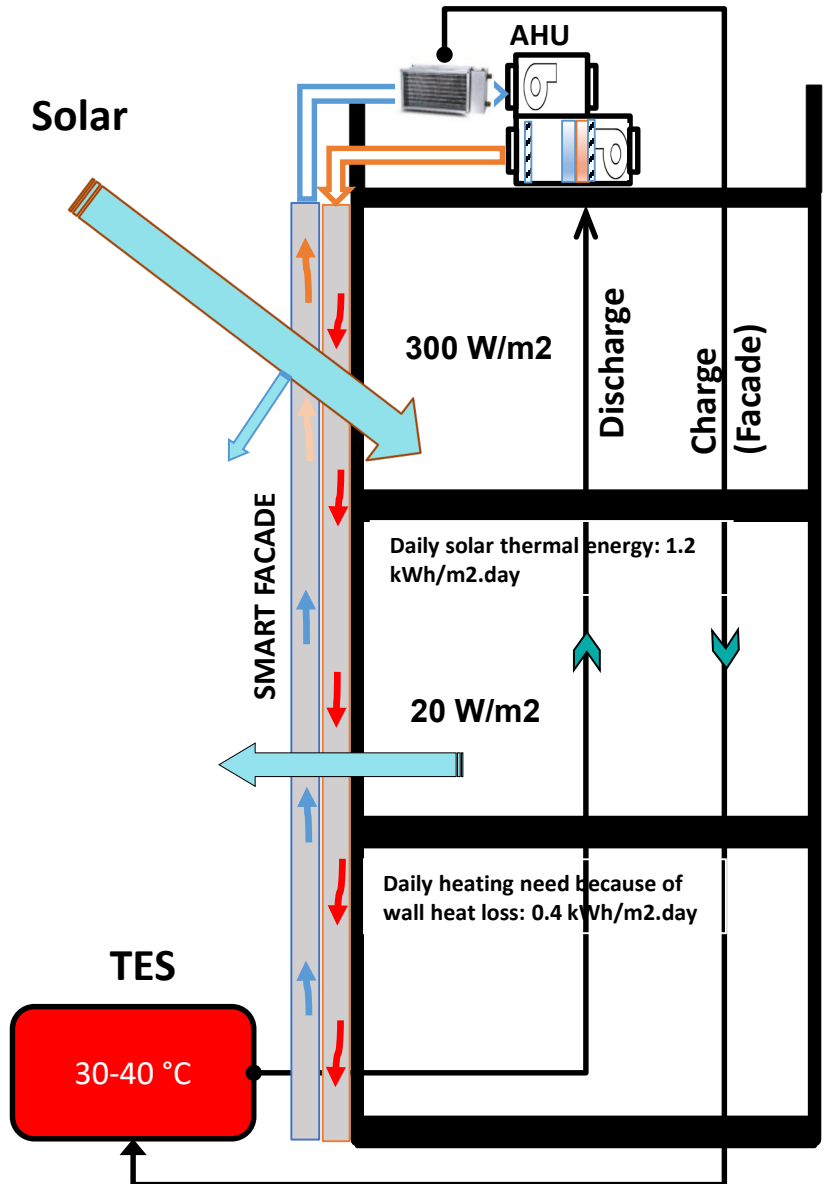 AHU
Solar
300 W/m2
Discharge
Charge
(Facade)
SMART FACADE
Daily solar thermal energy: 1.2
kWh/m2.day
20 W/m2
Daily heating need because of
wall heat loss: 0.4 kWh/m2.day
TES
30-40 °C